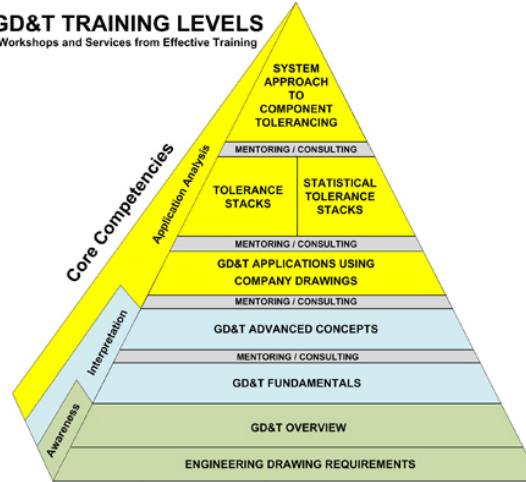 GD&T TRAINING LEVELS
Workshops and Services from Effective Training
SYSTEM
APPROACH
TO
COMPONENT
TOLERANCING
MENTORING / CONSULTING
TOLERANCE
STACKS
STATISTICAL
TOLERANCE
STACKS
MENTORING / CONSULTING
GD&T APPLICATIONS USING
COMPANY DRAWINGS
MENTORING / CONSULTING
GD&T ADVANCED CONCEPTS
MENTORING / CONSULTING
GD&T FUNDAMENTALS
GD&T OVERVIEW
ENGINEERING DRAWING REQUIREMENTS
Core Competencies
Application Analysis
Interpretation
Awareness